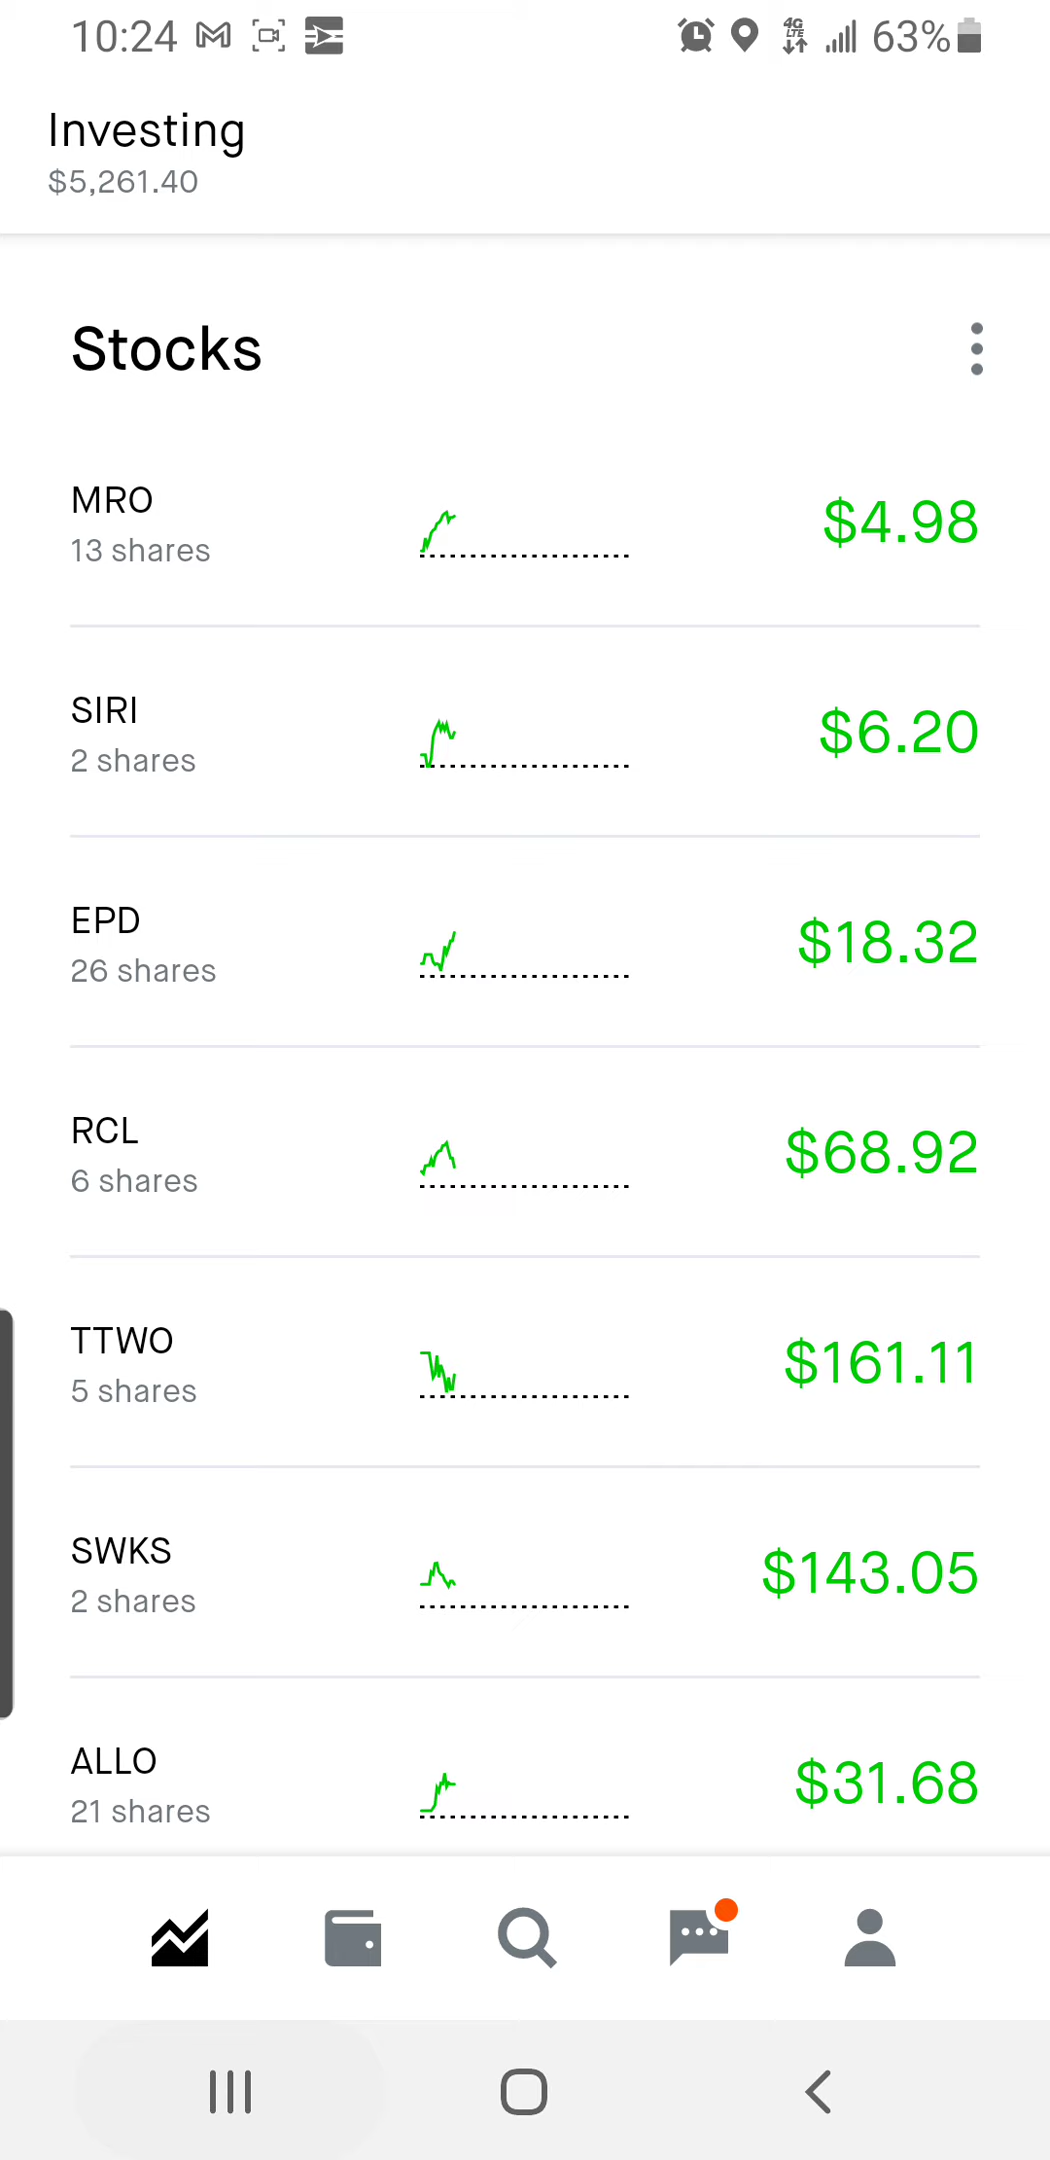 10:24 4G LTE 63%
Investing
$5,261.40
Stocks
MRO
13 shares
$4.98
SIRI
2 shares
$6.20
EPD
26 shares
$18.32
RCL
6 shares
$68.92
TTWO
5 shares
$161.11
SWKS
2 shares
$143.05
ALLO
21 shares
$31.68